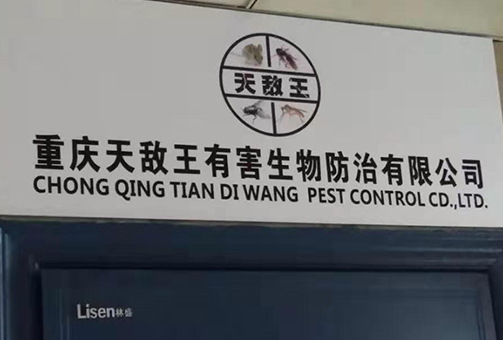 天敌王
重庆天敌王有害生物防治有限公司
CHONG QING TIAN DI WANG PEST CONTROL CD.,LTD.
Lisen林盛